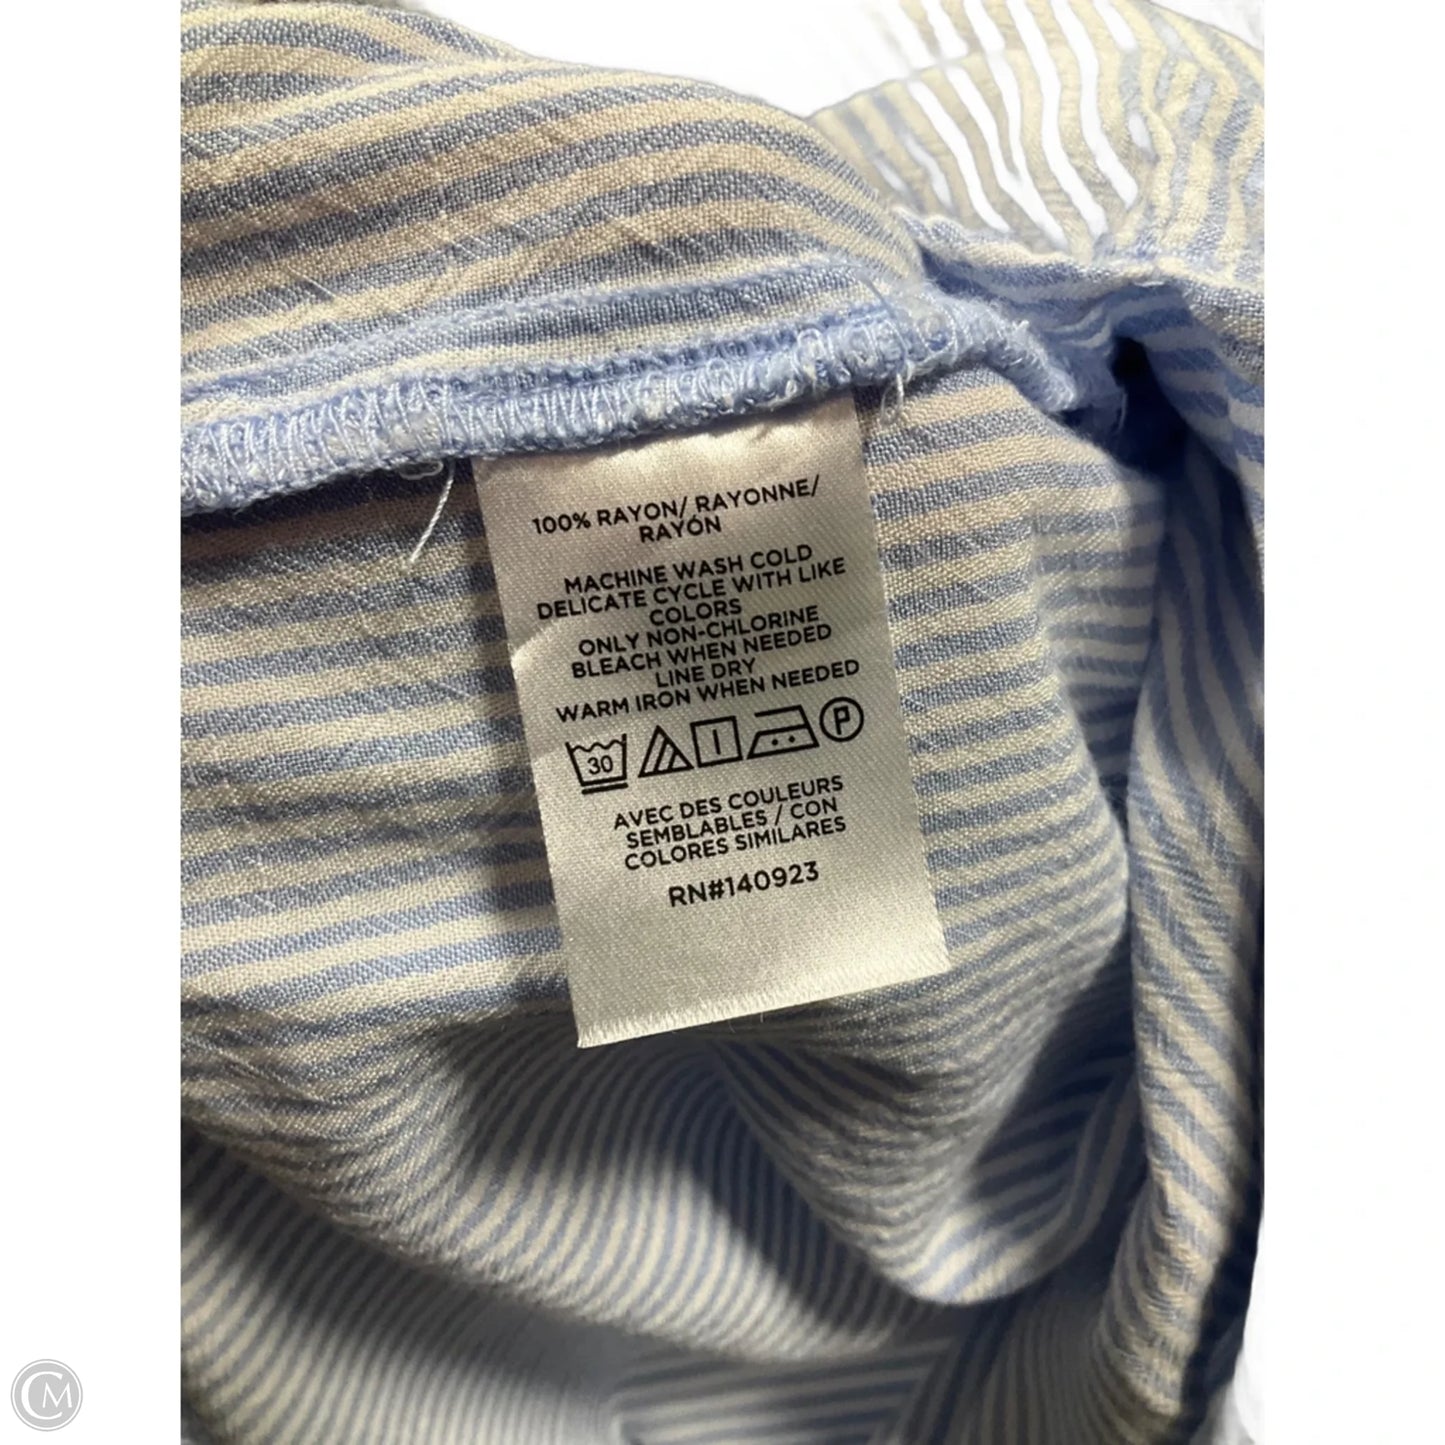 100% RAYON/ RAYONNE/
RAYÓN
MACHINE WASH COLD
DELICATE CYCLE WITH LIKE
COLORS
ONLY NON-CHLORINE
BLEACH WHEN NEEDED
LINE DRY
WARM IRON WHEN NEEDED
30 P
AVEC DES COULEURS
SEMBLABLES / CON
COLORES SIMILARES
RN#140923
CM